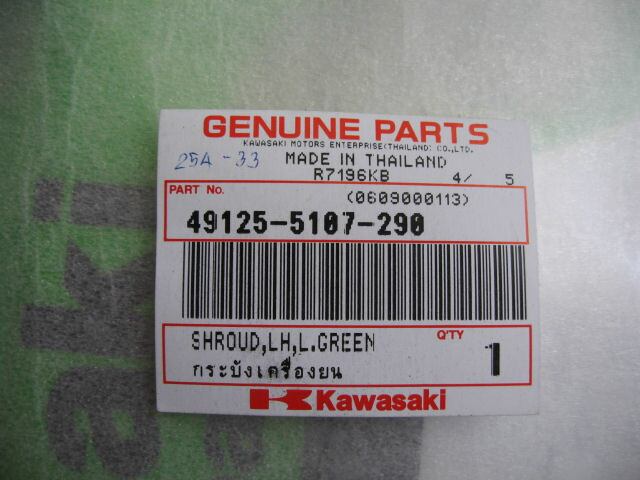 GENUINE PARTS
KAWASAKI MOTORS ENTERPRISE(THAILAND) CO.,LTD.
25A -33 MADE IN THAILAND
R7196KB 4/ 5
PART No. (0609000113)
49125-5107-290
SHROUD,LH,L.GREEN Q'TY
กระบังเครื่องยน 1
Kawasaki
aki